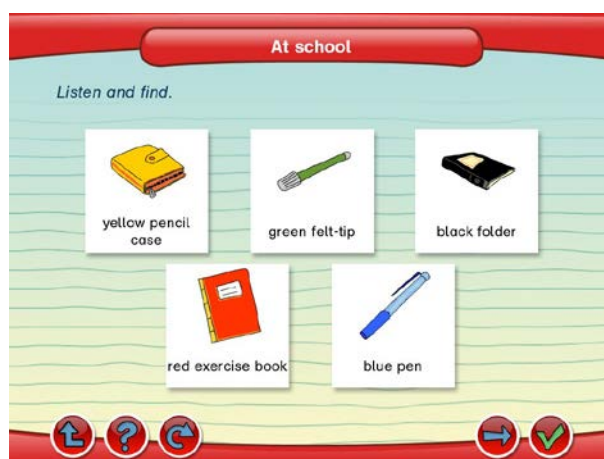 At school
Listen and find.
yellow pencil
case
green felt-tip
black folder
red exercise book
blue pen